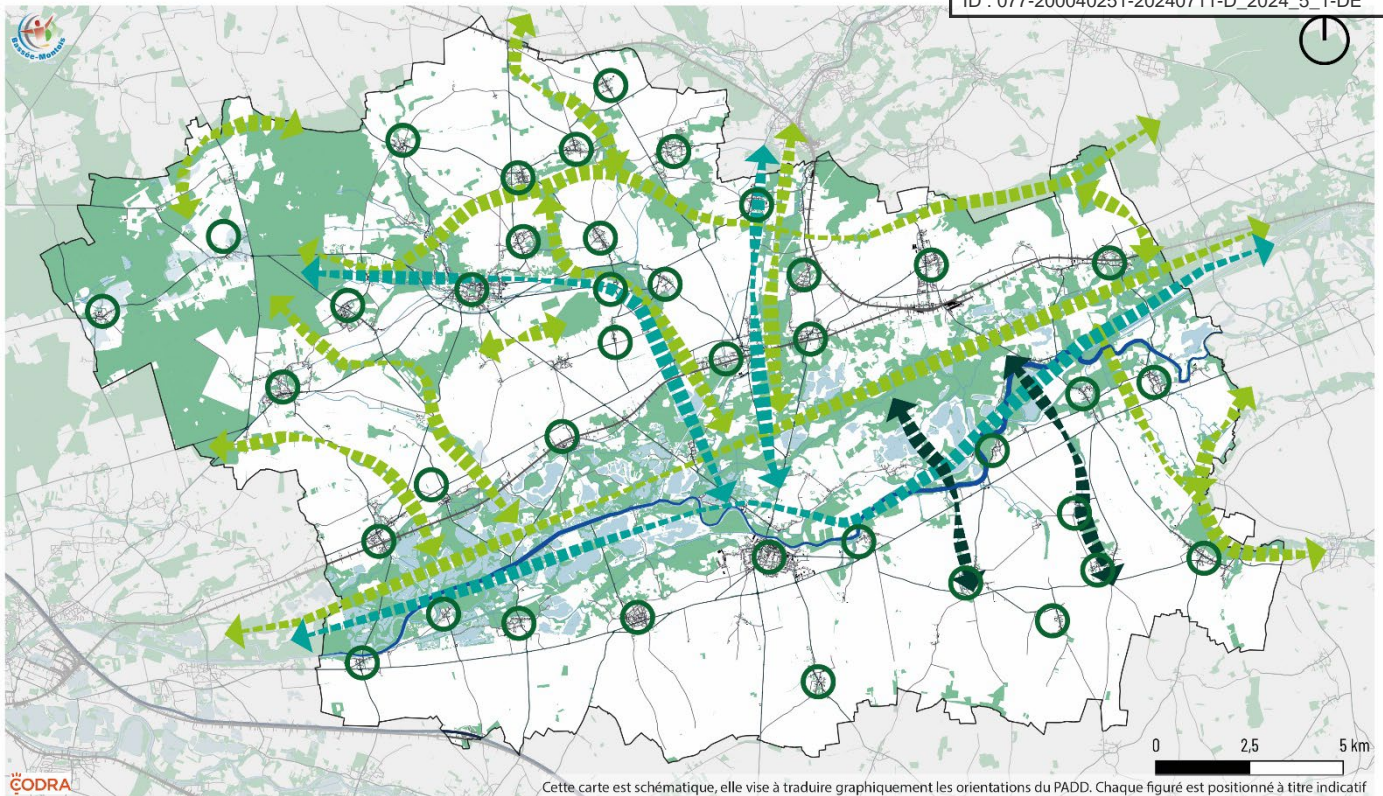 ID : 077-200040251-20240711-D_2024_5_1-DE
Bassée-Montois
0 2,5 5 km
CODRA
Cette carte est schématique, elle vise à traduire graphiquement les orientations du PADD. Chaque figuré est positionné à titre indicatif